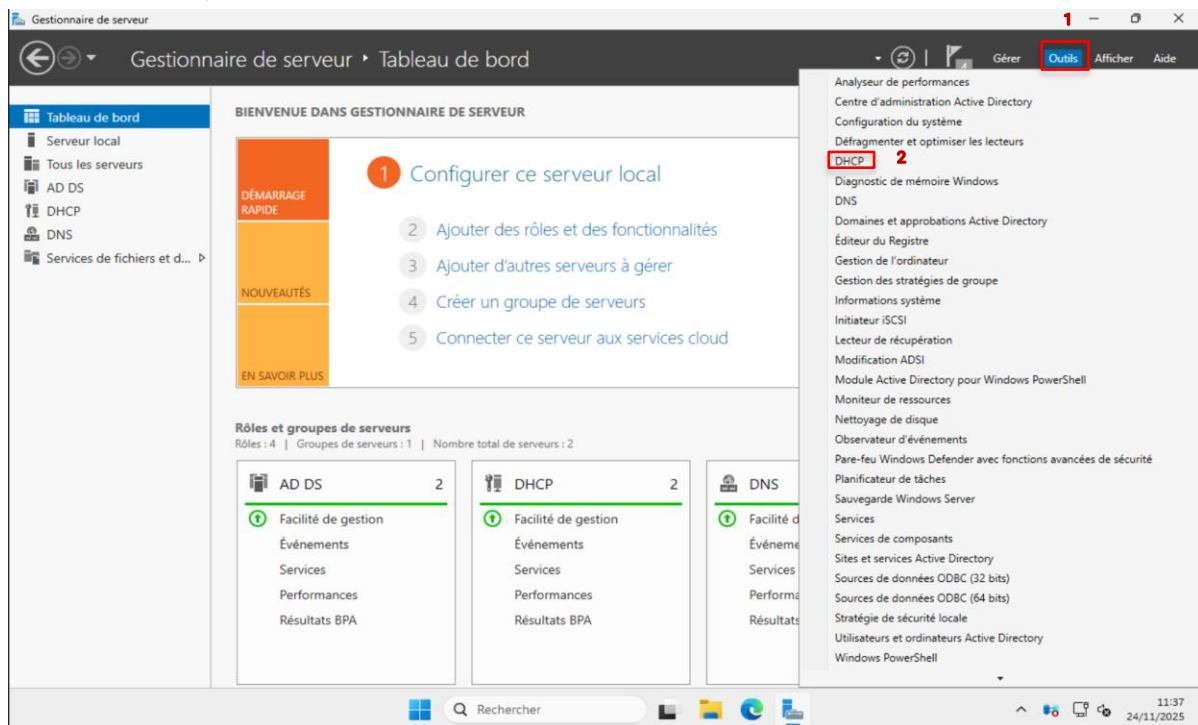 Gestionnaire de serveur
1
Gestionnaire de serveur • Tableau de bord
Gérer
Outils
Afficher
Aide
Tableau de bord
Serveur local
Tous les serveurs
AD DS
DHCP
DNS
Services de fichiers et d...
BIENVENUE DANS GESTIONNAIRE DE SERVEUR
DÉMARRAGE
RAPIDE
NOUVEAUTÉS
EN SAVOIR PLUS
1 Configurer ce serveur local
2 Ajouter des rôles et des fonctionnalités
3 Ajouter d'autres serveurs à gérer
4 Créer un groupe de serveurs
5 Connecter ce serveur aux services cloud
Rôles et groupes de serveurs
Rôles : 4 | Groupes de serveurs : 1 | Nombre total de serveurs : 2
AD DS 2
Facilité de gestion
Événements
Services
Performances
Résultats BPA
DHCP 2
Facilité de gestion
Événements
Services
Performances
Résultats BPA
DNS
Facilité d
Événeme
Services
Performa
Résultats
Analyseur de performances
Centre d'administration Active Directory
Configuration du système
Défragmenter et optimiser les lecteurs
DHCP 2
Diagnostic de mémoire Windows
DNS
Domaines et approbations Active Directory
Éditeur du Registre
Gestion de l'ordinateur
Gestion des stratégies de groupe
Informations système
Initiateur iSCSI
Lecteur de récupération
Modification ADSI
Module Active Directory pour Windows PowerShell
Moniteur de ressources
Nettoyage de disque
Observateur d'événements
Pare-feu Windows Defender avec fonctions avancées de sécurité
Planificateur de tâches
Sauvegarde Windows Server
Services
Services de composants
Sites et services Active Directory
Sources de données ODBC (32 bits)
Sources de données ODBC (64 bits)
Stratégie de sécurité locale
Utilisateurs et ordinateurs Active Directory
Windows PowerShell
Rechercher
11:37
24/11/2025